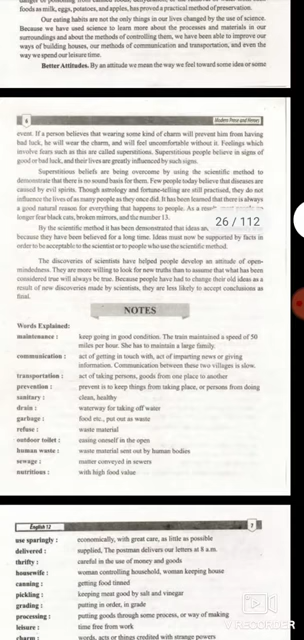 foods as milk, eggs, potatoes, and apples, has proved a practical method of preservation.
Our eating habits are not the only things in our lives changed by the use of science.
Because we have used science to learn more about the processes and materials in our
surroundings and about the methods of controlling them, we have been able to improve our
ways of building houses, our methods of communication and transportation, and even the
way we spend our leisure time.
Better Attitudes. By an attitude we mean the way we feel toward some idea or some
6
Modern Prose and Heroes
event. If a person believes that wearing some kind of charm will prevent him from having
bad luck, he will wear the charm, and will feel uncomfortable without it. Feelings which
involve fears such as this are called superstitions. Superstitious people believe in signs
of good or bad luck, and their lives are greatly influenced by such signs.
Superstitious beliefs are being overcome by using the scientific method to
demonstrate that there is no sound basis for them. Few people today believe that diseases are
caused by evil spirits. Though astrology and fortune-telling are still practised, they do not
influence the lives of as many people as they once did. It has been learned that there is always
a good natural reason for everything that happens to people. As a
longer fear black cats, broken mirrors, and the number 13.
26 / 112
By the scientific method it has been demonstrated that ideas
because they have been believed for a long time. Ideas must now be supported by facts in
order to be acceptable to the scientist or to people who use the scientific method.
The discoveries of scientists have helped people develop an attitude of open-
mindedness. They are more willing to look for new truths than to assume that what has been
considered true will always be true. Because people have had to change their old ideas as a
result of new discoveries made by scientists, they are less likely to accept conclusions as
final.
NOTES
Words Explained:
maintenance : keep going in good condition. The train maintained a speed of 50
miles per hour. She has to maintain a large family.
communication : act of getting in touch with, act of imparting news or giving
information. Communication between these two villages is slow.
transportation : act of taking persons, goods from one place to another
prevention : prevent is to keep things from taking place, or persons from doing
sanitary : clean, healthy
drain : waterway for taking off water
garbage : food etc., put out as waste
refuse : waste material
outdoor toilet : easing oneself in the open
human waste : waste material sent out by human bodies
sewage : matter conveyed in sewers
nutritious : with high food value
English 12
7
use sparingly : economically, with great care, as little as possible
delivered : supplied, The postman delivers our letters at 8 a.m.
thrifty : careful in the use of money and goods
housewife : woman controlling household, woman keeping house
canning : getting food tinned
pickling : keeping meat good by salt and vinegar
grading : putting in order, in grade
processing : putting goods through some process, or way of making
leisure : time free from work
charm : words, acts or things credited with strange powers
RECORDER